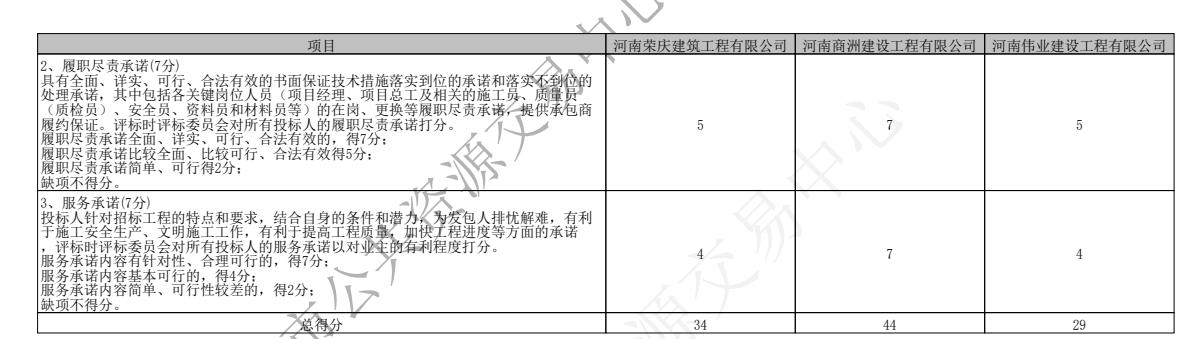 项目 河南荣庆建筑工程有限公司 河南商洲建设工程有限公司 河南伟业建设工程有限公司
2、履职尽责承诺(7分)
具有全面、详实、可行、合法有效的书面保证技术措施落实到位的承诺和落实不到位的
处理承诺，其中包括各关键岗位人员（项目经理、项目总工及相关的施工员、质量员
（质检员）、安全员、资料员和材料员等）的在岗、更换等履职尽责承诺，提供承包商
履约保证。评标时评标委员会对所有投标人的履职尽责承诺打分。
履职尽责承诺全面、详实、可行、合法有效的，得7分；
履职尽责承诺比较全面、比较可行、合法有效得5分；
履职尽责承诺简单、可行得2分；
缺项不得分。
5 7 5
3、服务承诺(7分)
投标人针对招标工程的特点和要求，结合自身的条件和潜力，为发包人排忧解难，有利
于施工安全生产、文明施工工作，有利于提高工程质量，加快工程进度等方面的承诺
，评标时评标委员会对所有投标人的服务承诺以对业主的有利程度打分。
服务承诺内容有针对性、合理可行的，得7分；
服务承诺内容基本可行的，得4分；
服务承诺内容简单、可行性较差的，得2分；
缺项不得分。
4 7 4
总得分 34 44 29
市公共资源交易中心
源交易中心